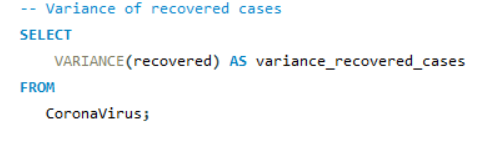 -- Variance of recovered cases
SELECT
    VARIANCE(recovered) AS variance_recovered_cases
FROM
   CoronaVirus;